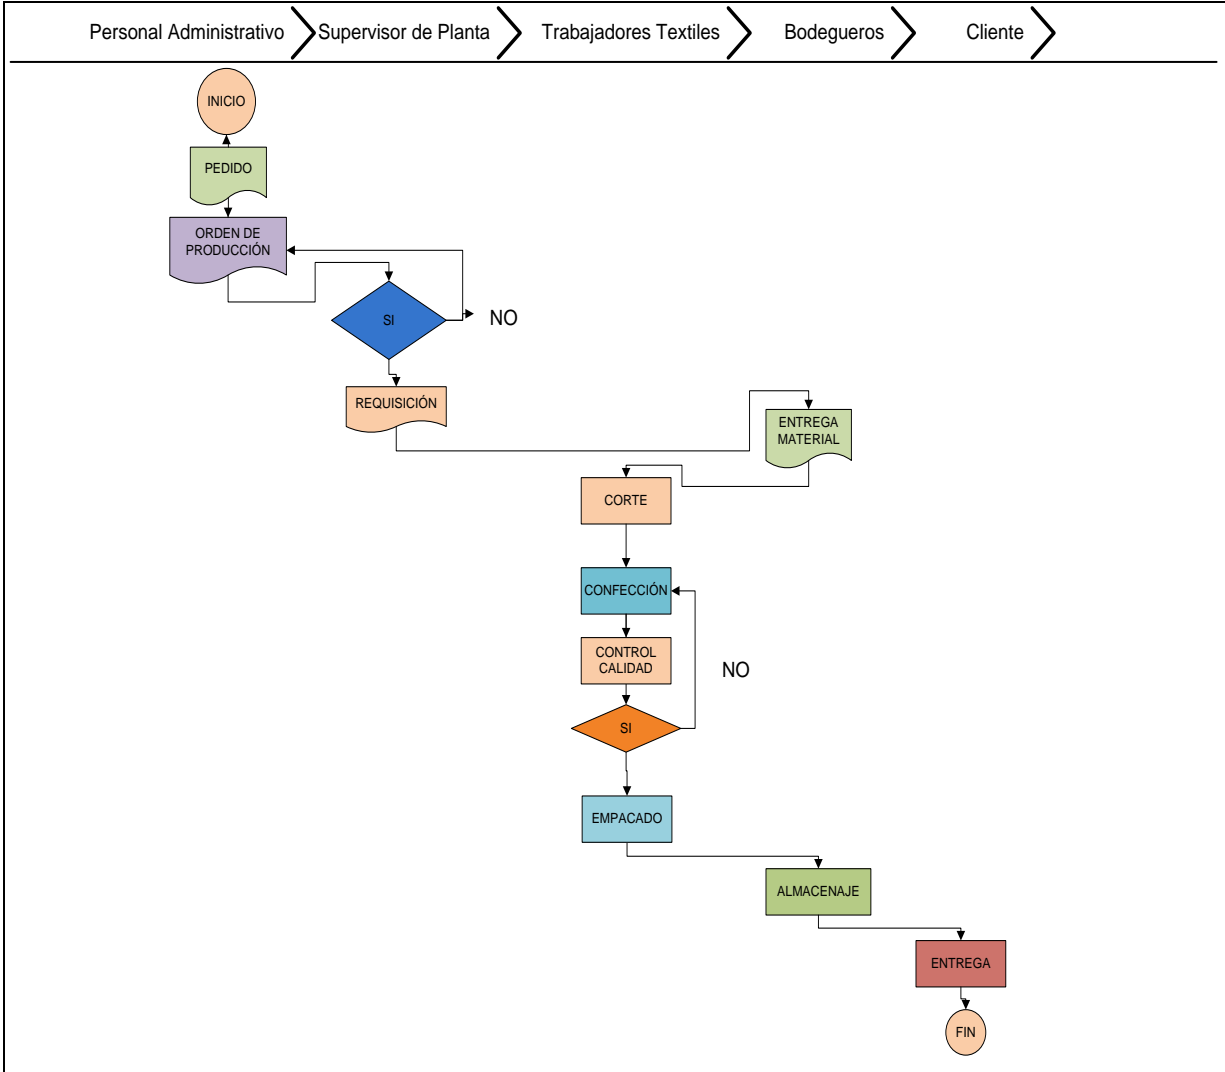 Personal Administrativo
Supervisor de Planta
Trabajadores Textiles
Bodegueros
Cliente
INICIO
PEDIDO
ORDEN DE
PRODUCCIÓN
SI
NO
REQUISICIÓN
ENTREGA
MATERIAL
CORTE
CONFECCIÓN
CONTROL
CALIDAD
NO
SI
EMPACADO
ALMACENAJE
ENTREGA
FIN